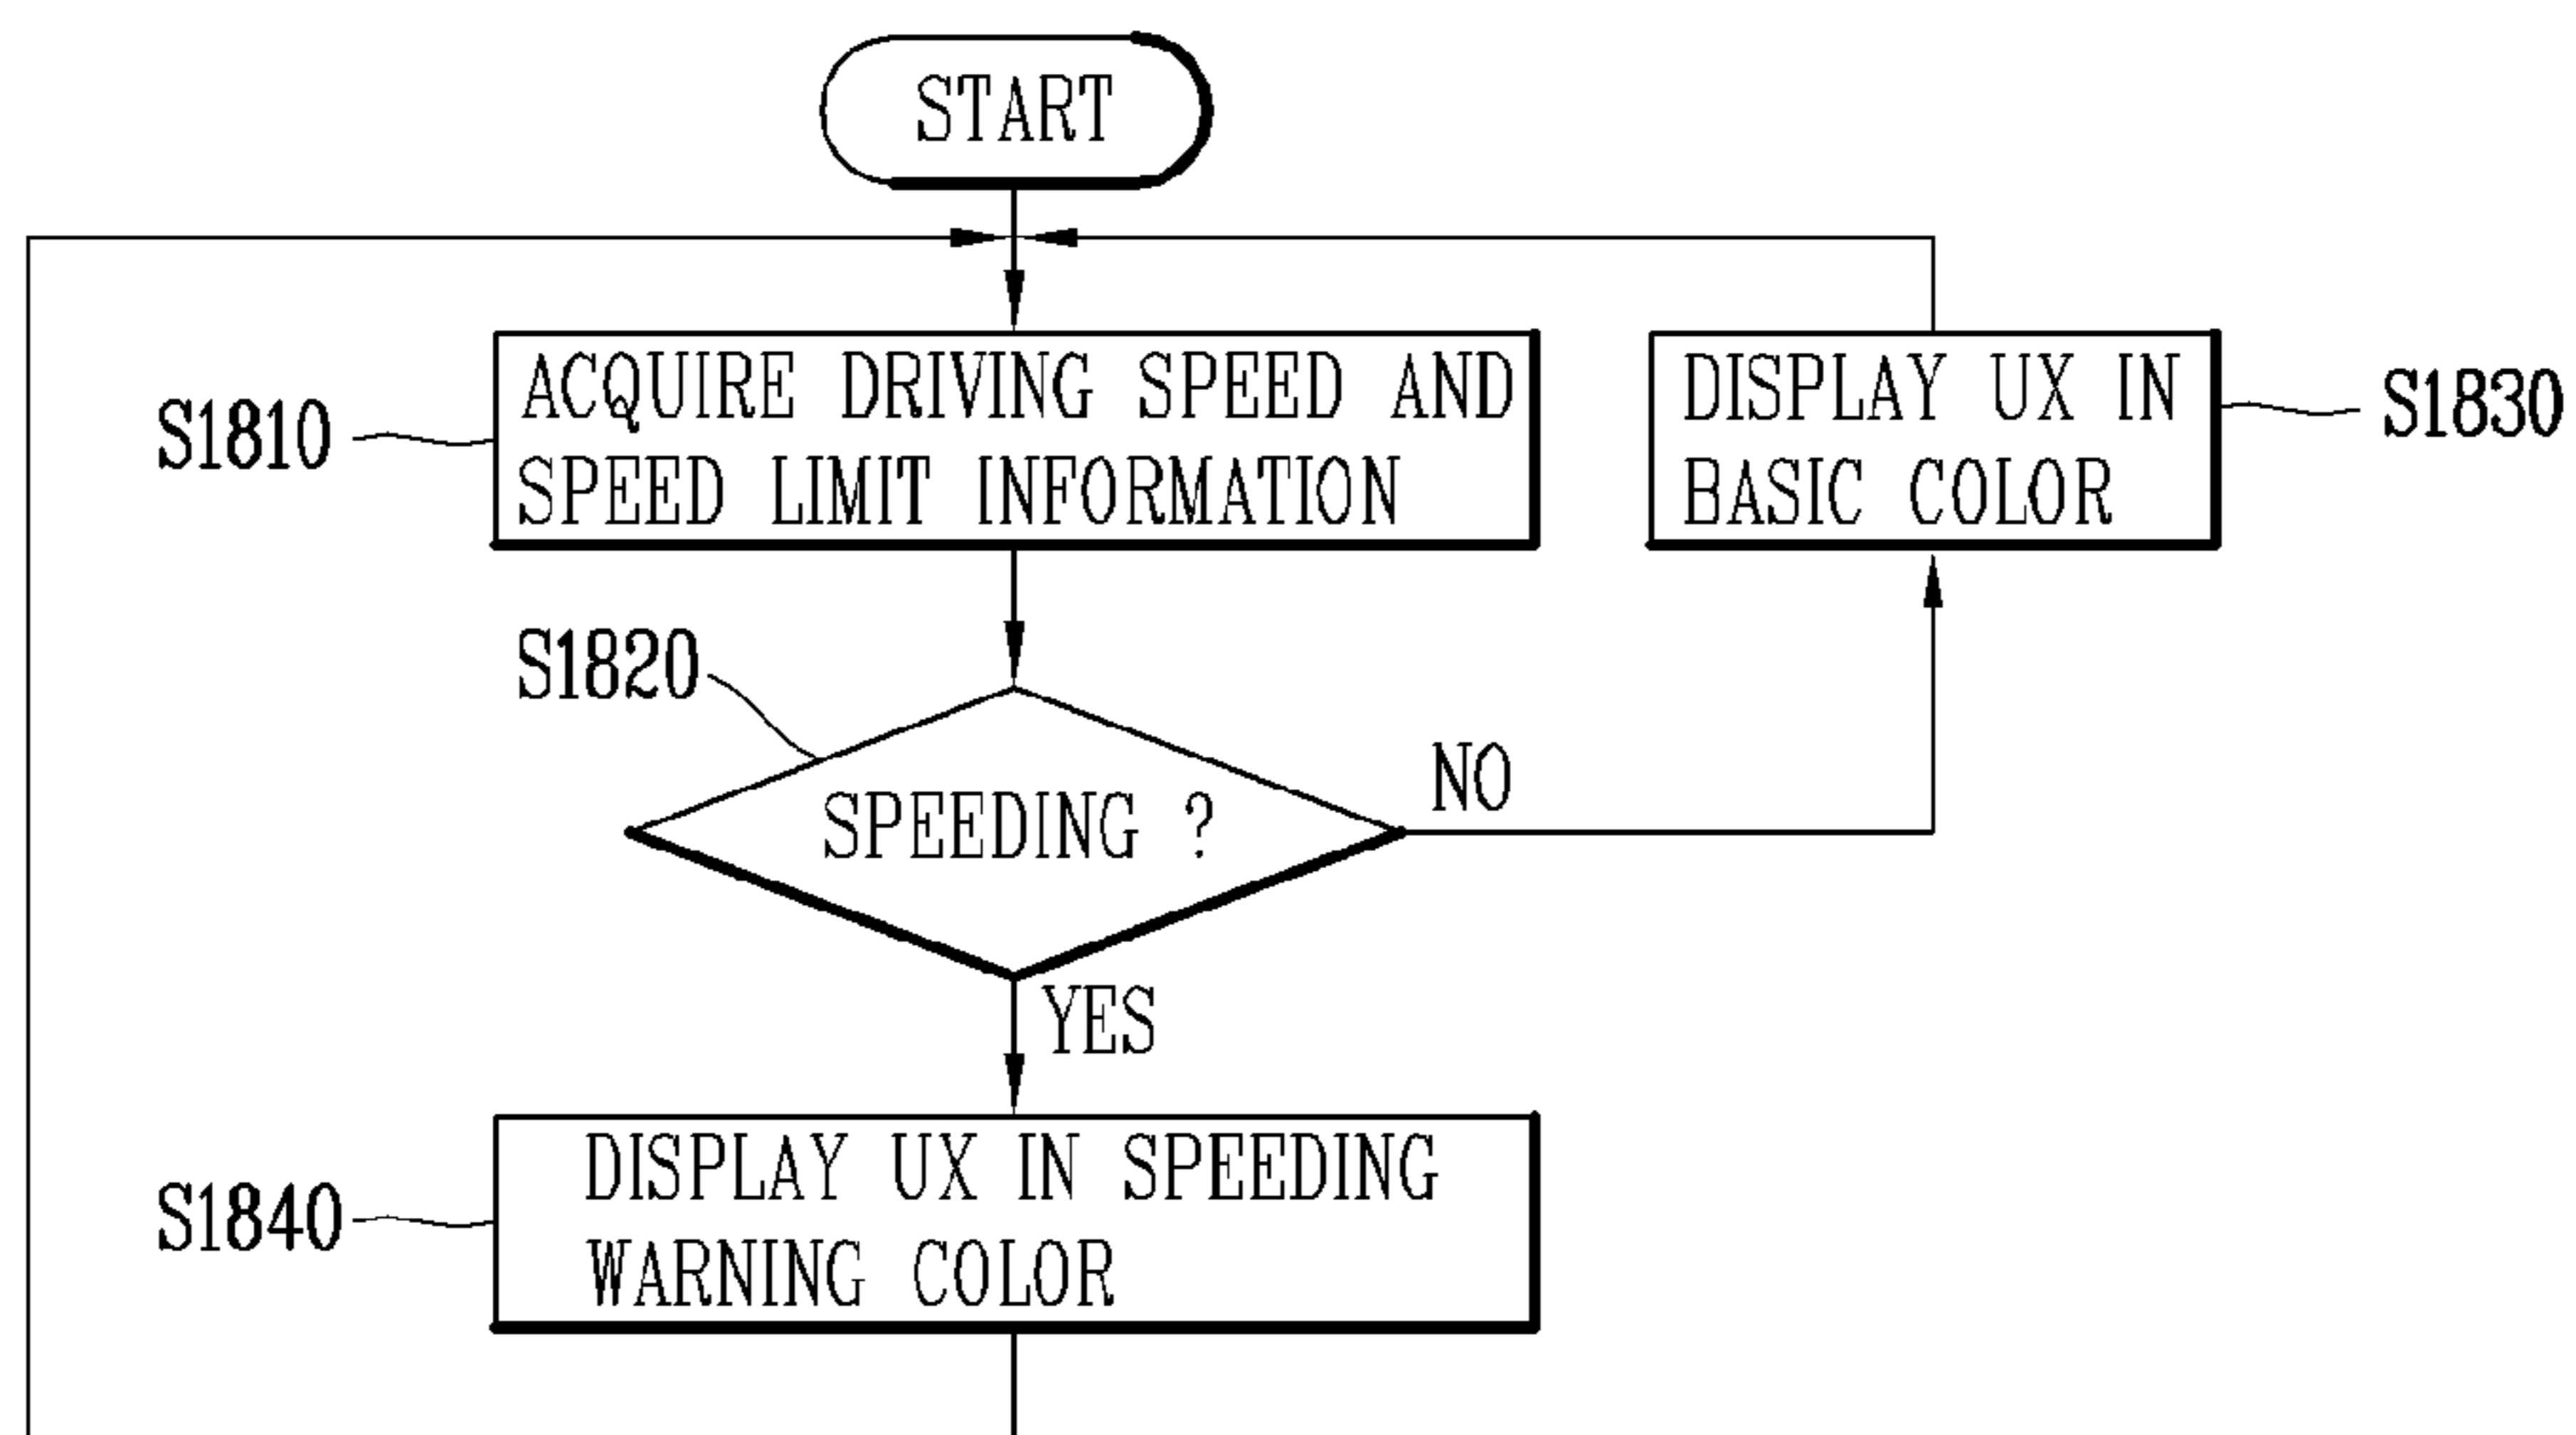 START
S1810
ACQUIRE DRIVING SPEED AND
SPEED LIMIT INFORMATION
DISPLAY UX IN
BASIC COLOR
S1830
S1820
SPEEDING ?
NO
YES
S1840
DISPLAY UX IN SPEEDING
WARNING COLOR